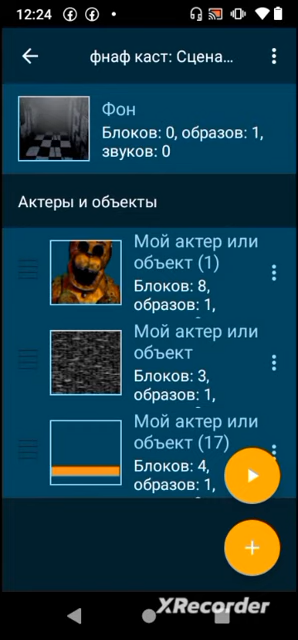 12:24
фнаф каст: Сцена...
Фон
Блоков: 0, образов: 1,
звуков: 0
Актеры и объекты
Мой актер или
объект (1)
Блоков: 8,
образов: 1,
Мой актер или
объект
Блоков: 3,
образов: 1,
Мой актер или
объект (17)
Блоков: 4,
образов: 1,
XRecorder